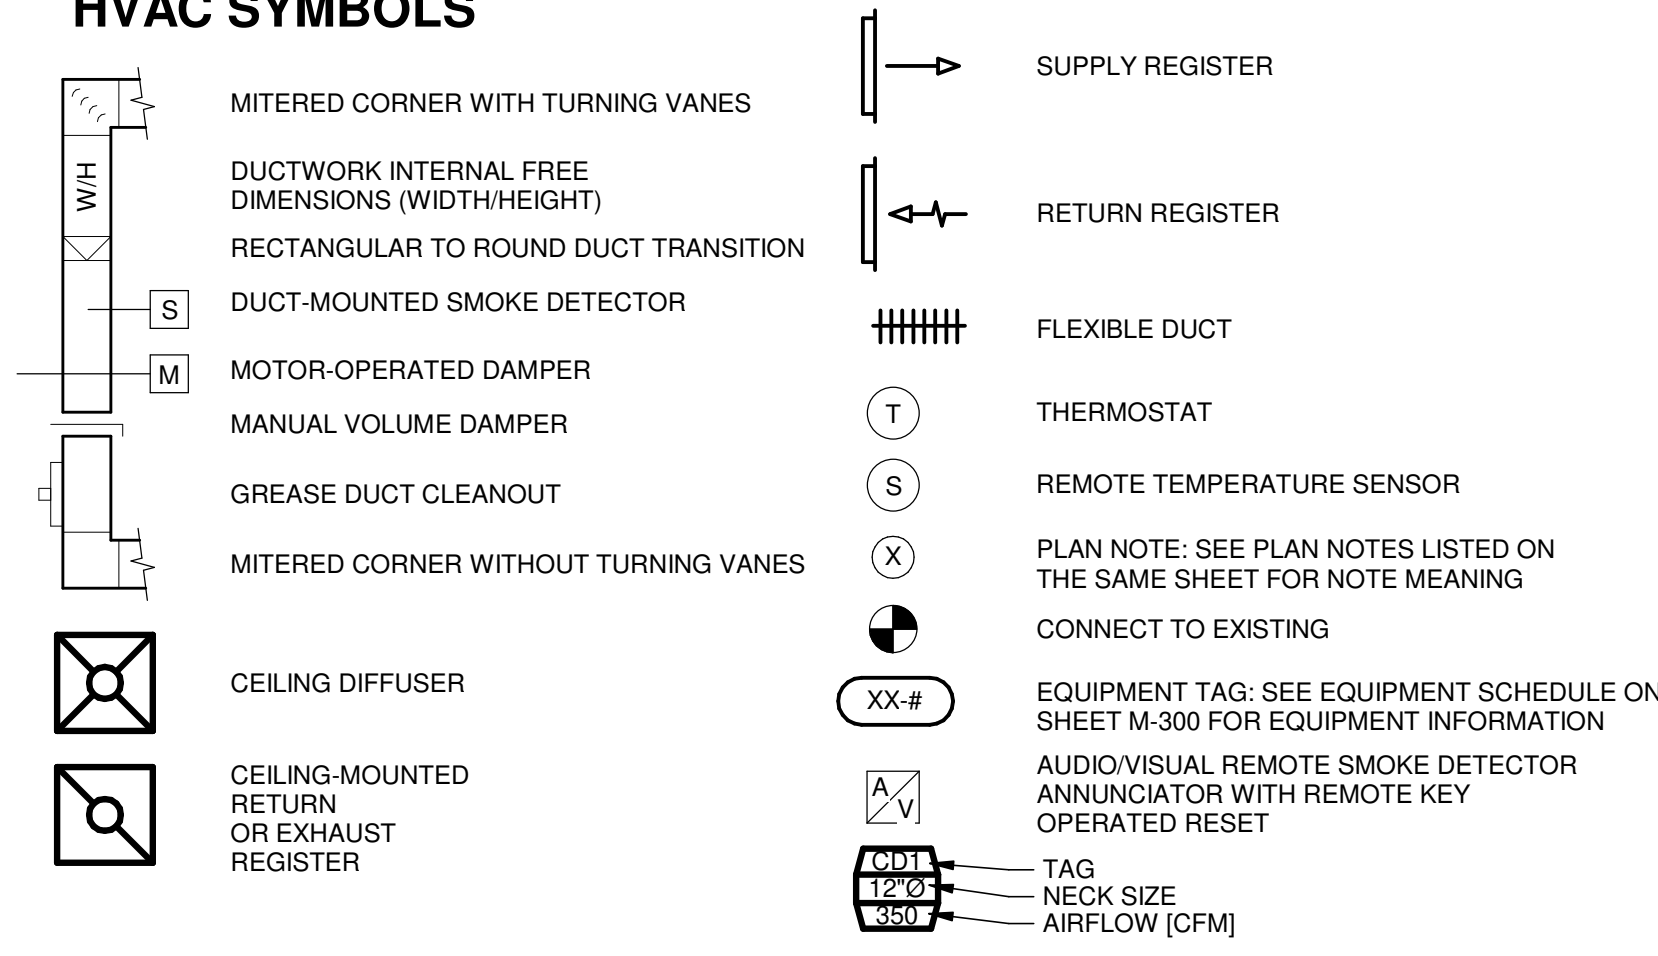 HVAC SYMBOLS
MITERED CORNER WITH TURNING VANES
W/H
DUCTWORK INTERNAL FREE
DIMENSIONS (WIDTH/HEIGHT)
RECTANGULAR TO ROUND DUCT TRANSITION
S
DUCT-MOUNTED SMOKE DETECTOR
M
MOTOR-OPERATED DAMPER
MANUAL VOLUME DAMPER
GREASE DUCT CLEANOUT
MITERED CORNER WITHOUT TURNING VANES
CEILING DIFFUSER
CEILING-MOUNTED
RETURN
OR EXHAUST
REGISTER
SUPPLY REGISTER
RETURN REGISTER
FLEXIBLE DUCT
T
THERMOSTAT
S
REMOTE TEMPERATURE SENSOR
X
PLAN NOTE: SEE PLAN NOTES LISTED ON
THE SAME SHEET FOR NOTE MEANING
CONNECT TO EXISTING
XX-#
EQUIPMENT TAG: SEE EQUIPMENT SCHEDULE ON
SHEET M-300 FOR EQUIPMENT INFORMATION
A
V
AUDIO/VISUAL REMOTE SMOKE DETECTOR
ANNUNCIATOR WITH REMOTE KEY
OPERATED RESET
CD1
TAG
12"Ø
NECK SIZE
350
AIRFLOW [CFM]